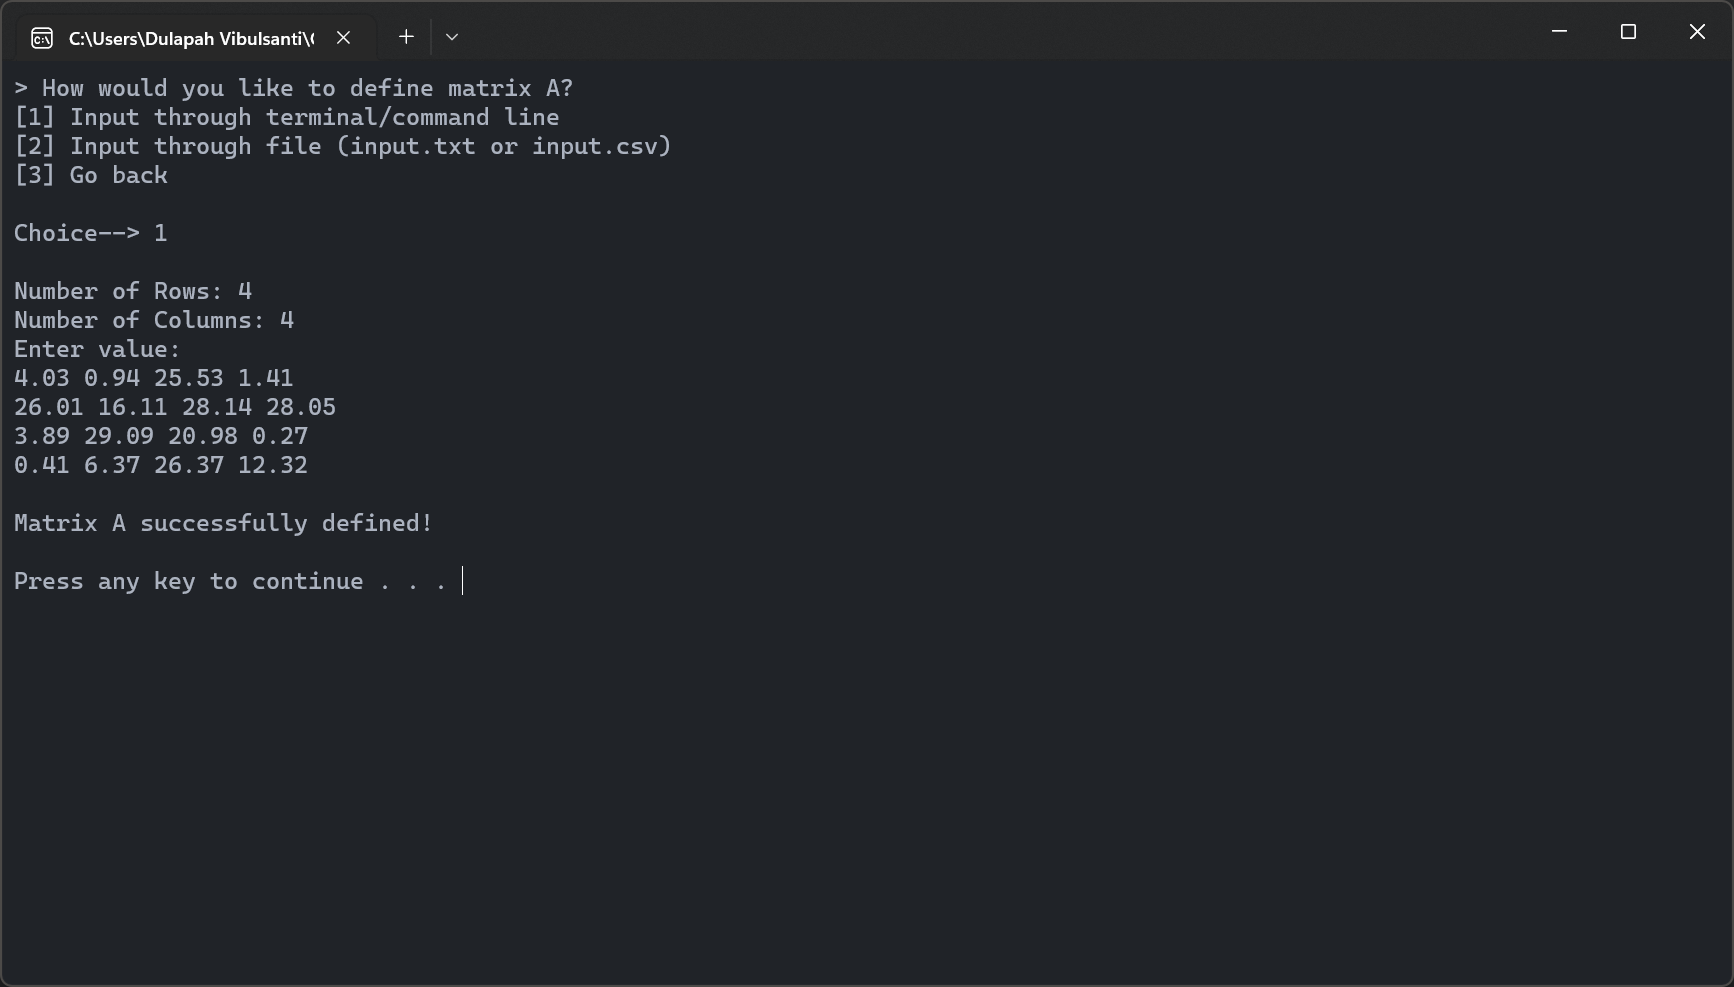 C:\Users\Dulapah Vibulsanti\
> How would you like to define matrix A?
[1] Input through terminal/command line
[2] Input through file (input.txt or input.csv)
[3] Go back
Choice--> 1
Number of Rows: 4
Number of Columns: 4
Enter value:
4.03 0.94 25.53 1.41
26.01 16.11 28.14 28.05
3.89 29.09 20.98 0.27
0.41 6.37 26.37 12.32
Matrix A successfully defined!
Press any key to continue . . .